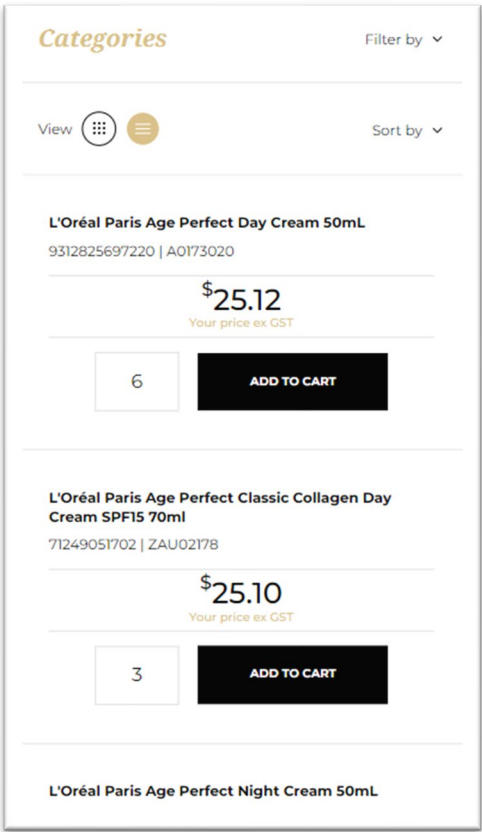 Categories
Filter by
View
Sort by
L'Oréal Paris Age Perfect Day Cream 50mL
9312825697220 | A0173020
$25.12
Your price ex GST
6
ADD TO CART
L'Oréal Paris Age Perfect Classic Collagen Day
Cream SPF15 70ml
71249051702 | ZAU02178
$25.10
Your price ex GST
3
ADD TO CART
L'Oréal Paris Age Perfect Night Cream 50mL